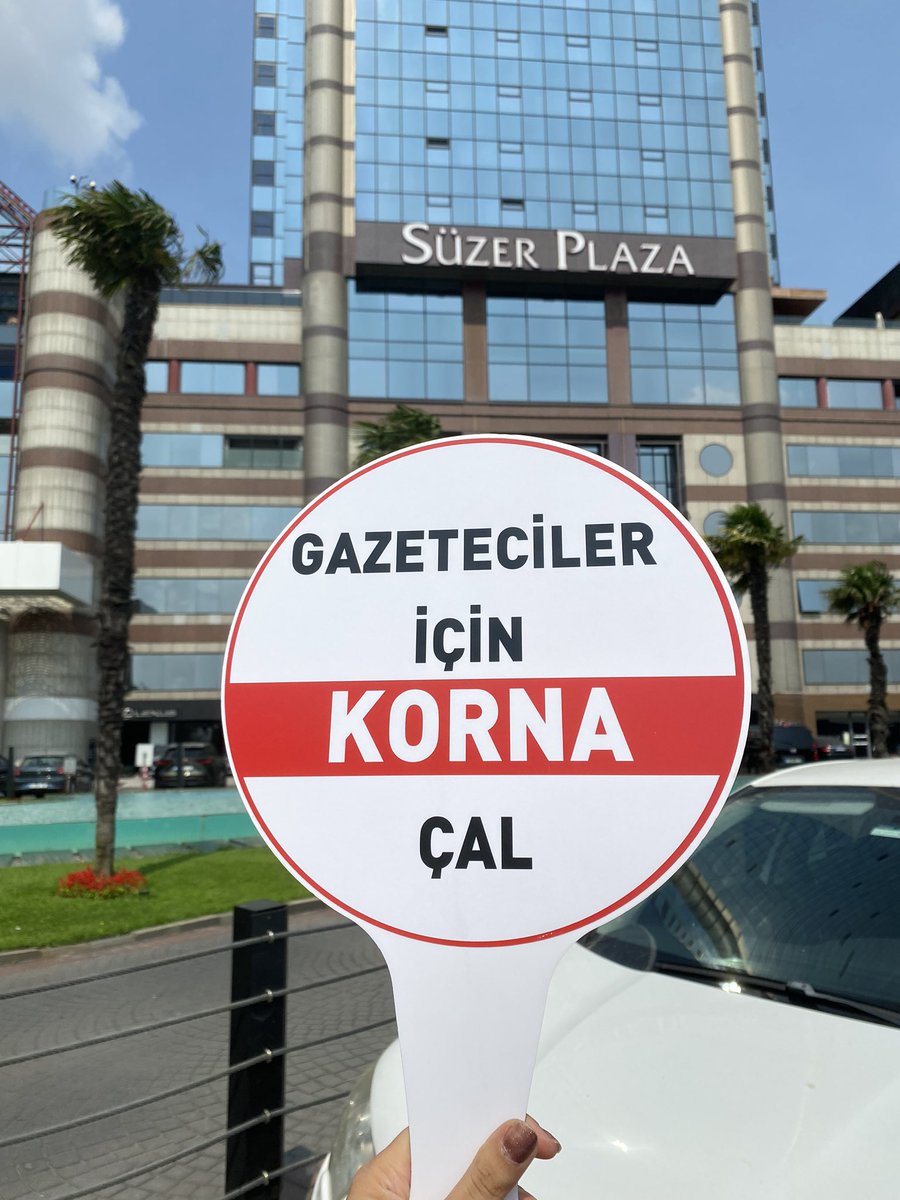 SÜZER PLAZA
GAZETECİLER
İÇİN
KORNA
ÇAL